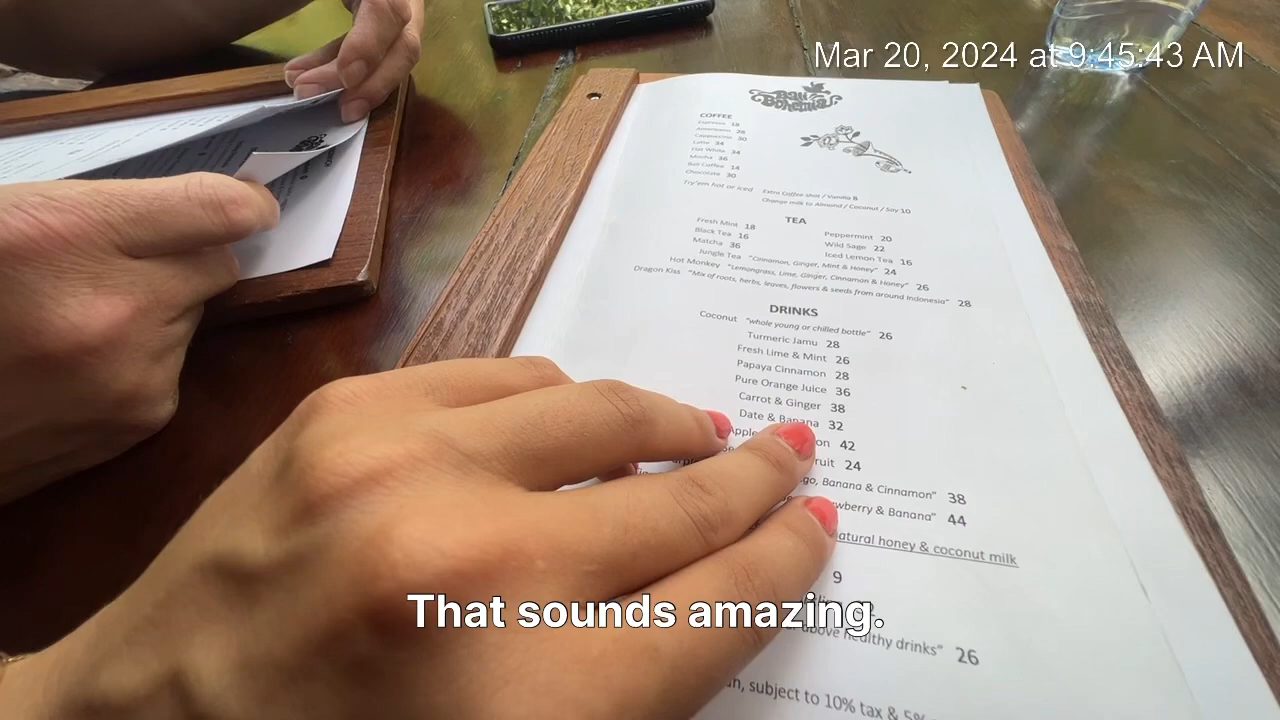 Mar 20, 2024 at 9:45:43 AM
Bali
Bohemia
COFFEE
Espresso 18
Americano 28
Cappuccino 30
Latte 34
Flat White 34
Mocha 36
Bali Coffee 14
Chocolate 30
Try'em hot or iced
Extra Coffee shot / Vanilla 8
Change milk to Almond / Coconut / Soy 10
TEA
Fresh Mint 18
Black Tea 16
Matcha 36
Peppermint 20
Wild Sage 22
Iced Lemon Tea 16
Jungle Tea "Cinnamon, Ginger, Mint & Honey" 24
Hot Monkey "Lemongrass, Lime, Ginger, Cinnamon & Honey" 26
Dragon Kiss "Mix of roots, herbs, leaves, flowers & seeds from around Indonesia" 28
DRINKS
Coconut "whole young or chilled bottle" 26
Turmeric Jamu 28
Fresh Lime & Mint 26
Papaya Cinnamon 28
Pure Orange Juice 36
Carrot & Ginger 38
Date & Banana 32
Apple 42
24
Banana & Cinnamon" 38
& Banana" 44
natural honey & coconut milk
9
above healthy drinks" 26
subject to 10% tax & 5%
That sounds amazing.